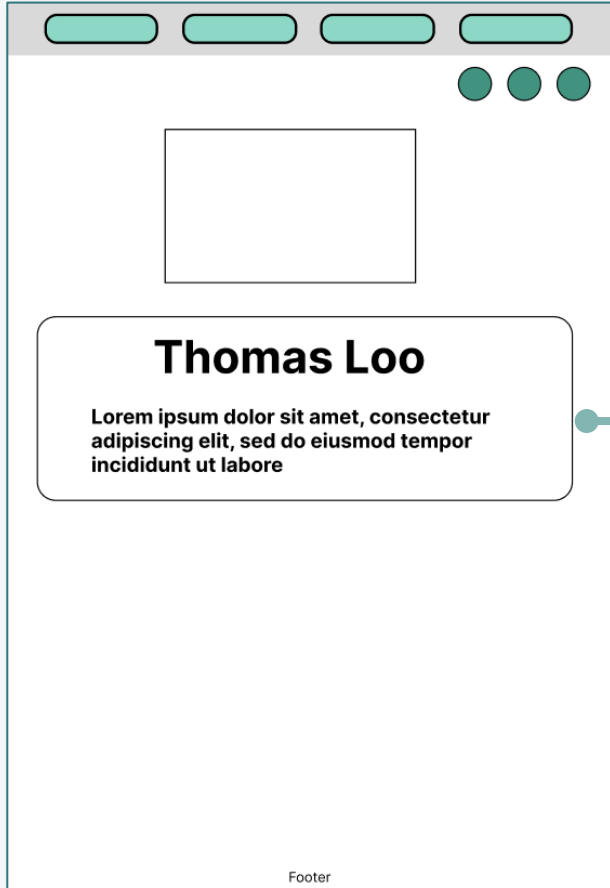 Thomas Loo
Lorem ipsum dolor sit amet, consectetur
adipiscing elit, sed do eiusmod tempor
incididunt ut labore
Footer